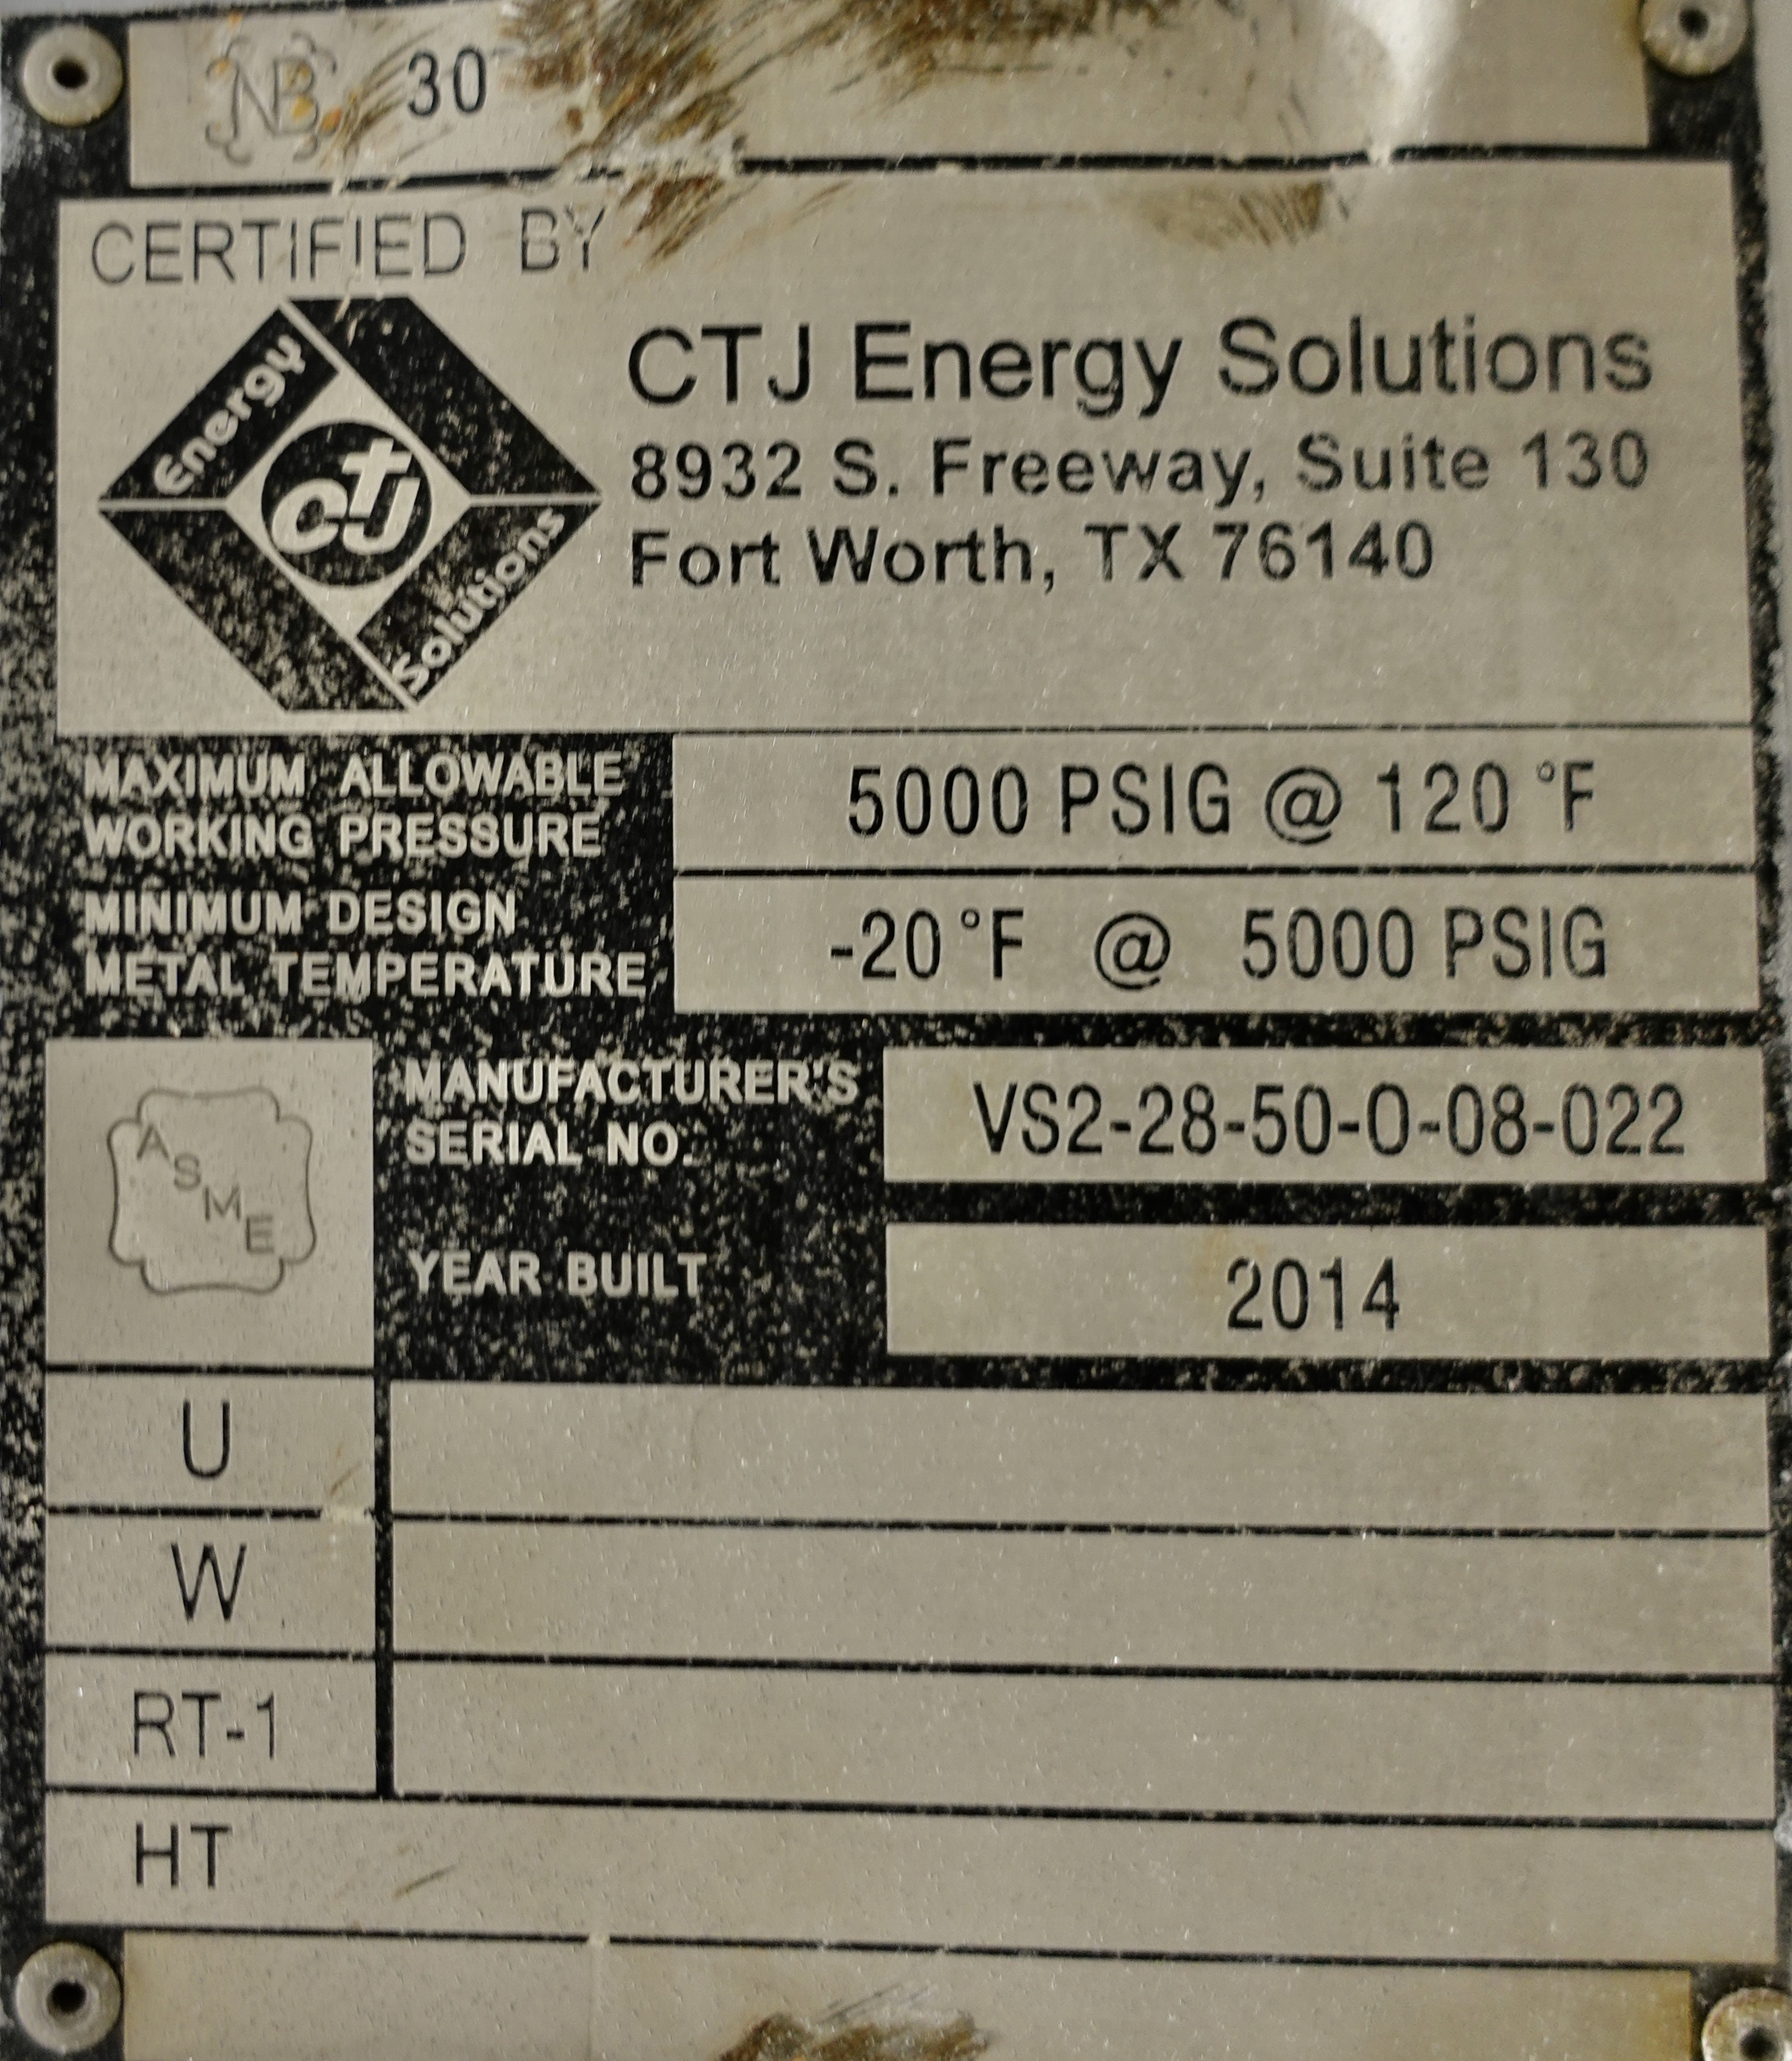 NB 30
CERTIFIED BY
Energy
CTJ
Solutions
CTJ Energy Solutions
8932 S. Freeway, Suite 130
Fort Worth, TX 76140
MAXIMUM ALLOWABLE
WORKING PRESSURE
5000 PSIG @ 120 °F
MINIMUM DESIGN
METAL TEMPERATURE
-20 °F @ 5000 PSIG
ASME
MANUFACTURER'S
SERIAL NO.
VS2-28-50-O-08-022
YEAR BUILT
2014
U
W
RT-1
HT